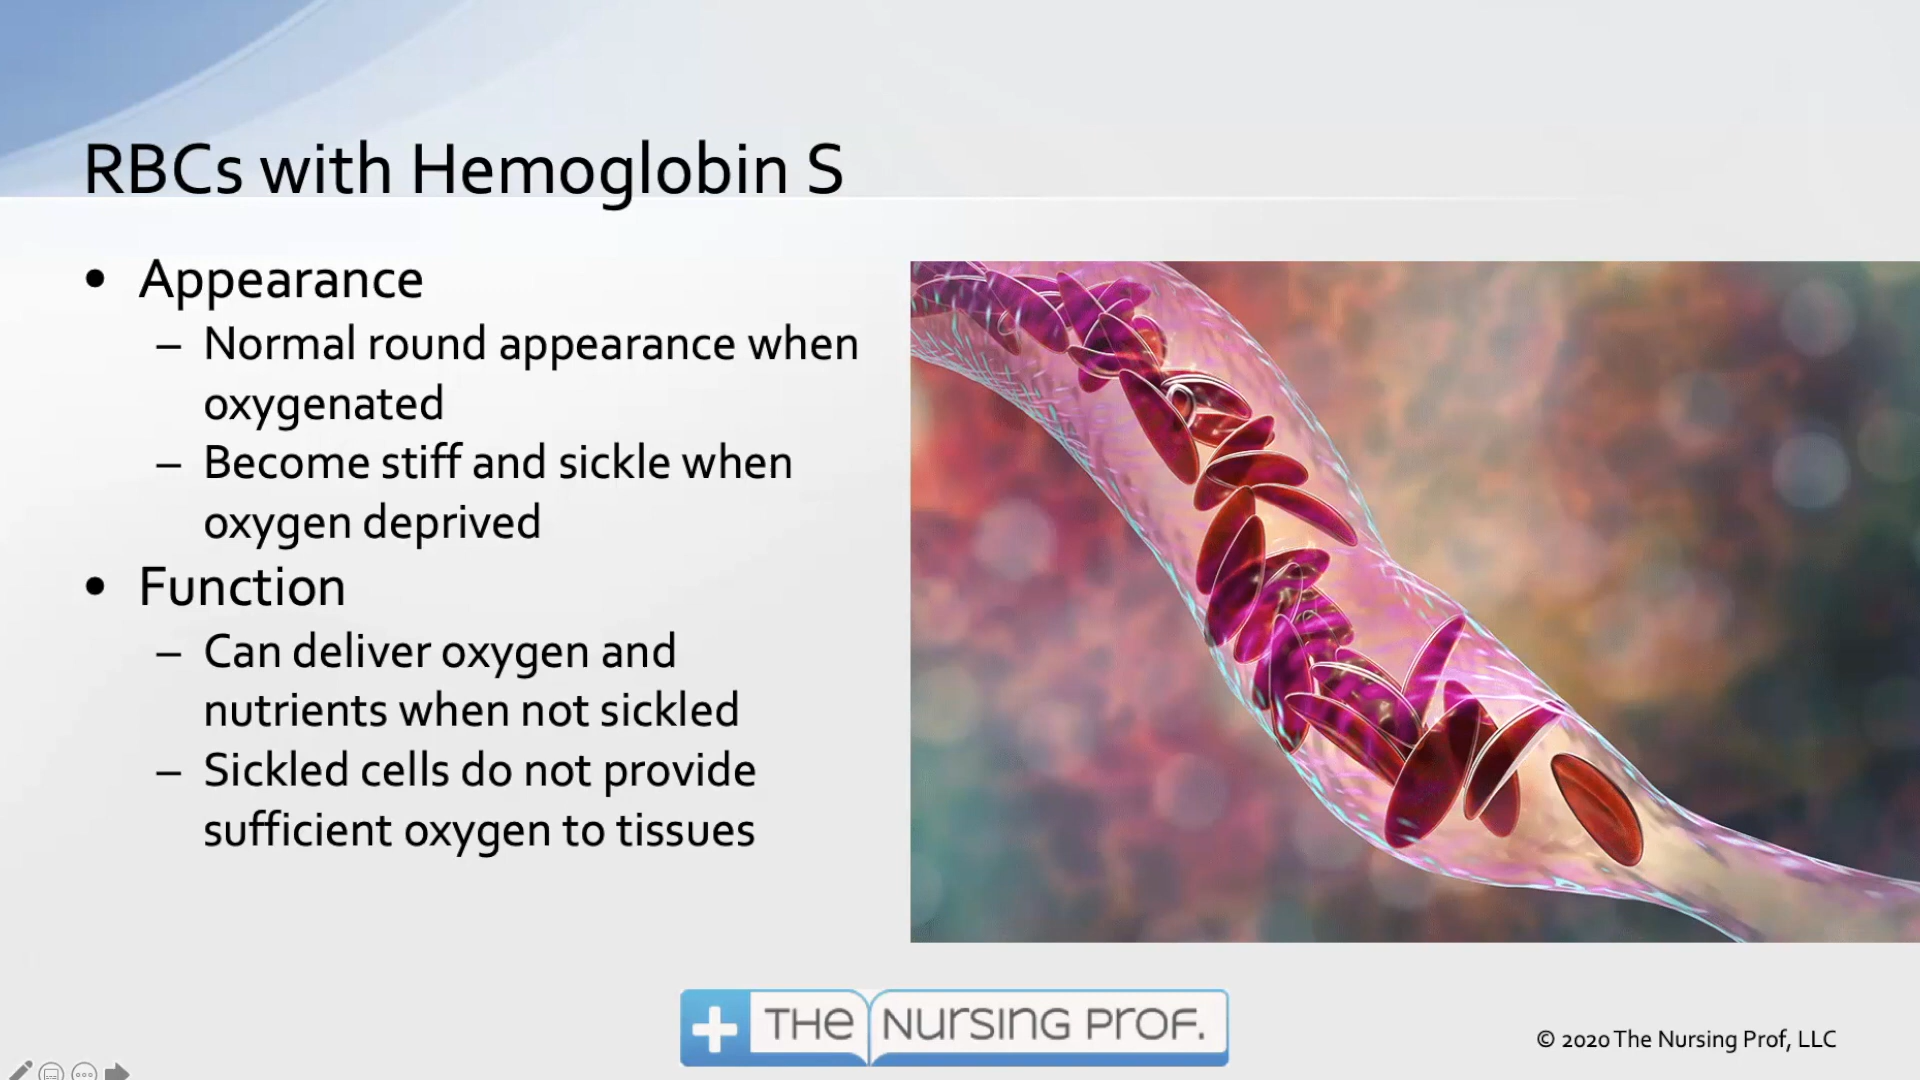 RBCs with Hemoglobin S
• Appearance
– Normal round appearance when
oxygenated
– Become stiff and sickle when
oxygen deprived
• Function
– Can deliver oxygen and
nutrients when not sickled
– Sickled cells do not provide
sufficient oxygen to tissues
THE NURSING PROF.
© 2020 The Nursing Prof, LLC